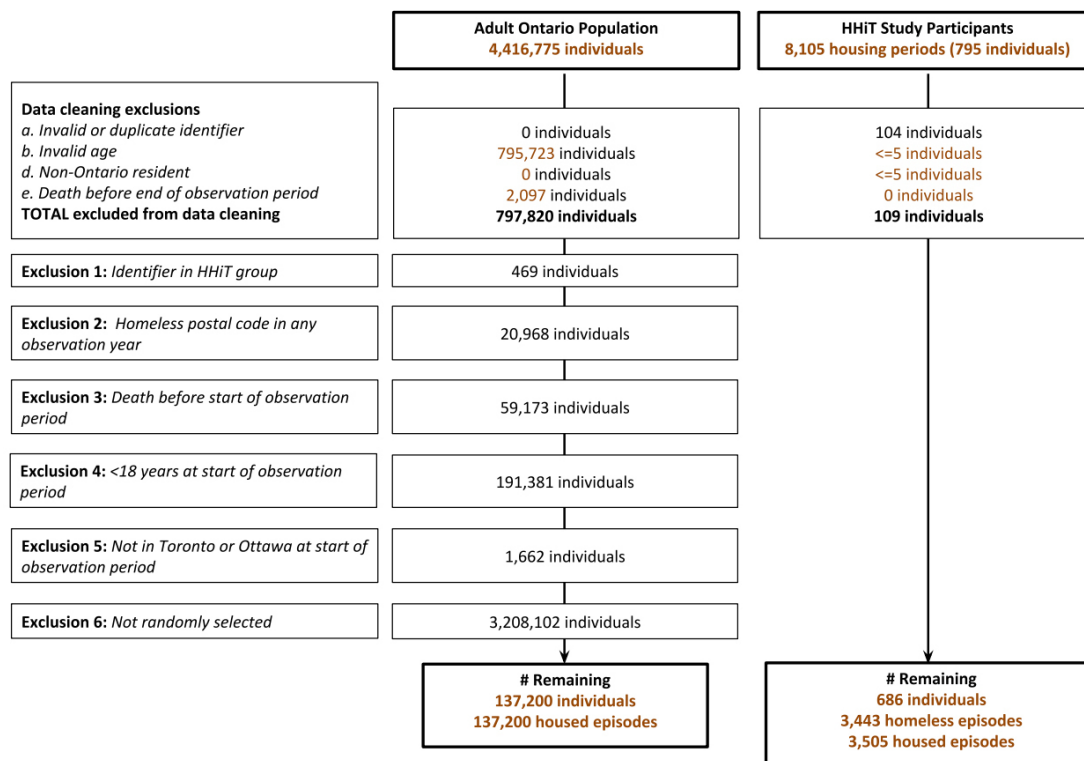 Adult Ontario Population
4,416,775 individuals
HHiT Study Participants
8,105 housing periods (795 individuals)
Data cleaning exclusions
a. Invalid or duplicate identifier
b. Invalid age
d. Non-Ontario resident
e. Death before end of observation period
TOTAL excluded from data cleaning
0 individuals
795,723 individuals
0 individuals
2,097 individuals
797,820 individuals
104 individuals
<=5 individuals
<=5 individuals
0 individuals
109 individuals
Exclusion 1: Identifier in HHiT group
469 individuals
Exclusion 2: Homeless postal code in any
observation year
20,968 individuals
Exclusion 3: Death before start of observation
period
59,173 individuals
Exclusion 4: <18 years at start of observation
period
191,381 individuals
Exclusion 5: Not in Toronto or Ottawa at start of
observation period
1,662 individuals
Exclusion 6: Not randomly selected
3,208,102 individuals
# Remaining
137,200 individuals
137,200 housed episodes
# Remaining
686 individuals
3,443 homeless episodes
3,505 housed episodes